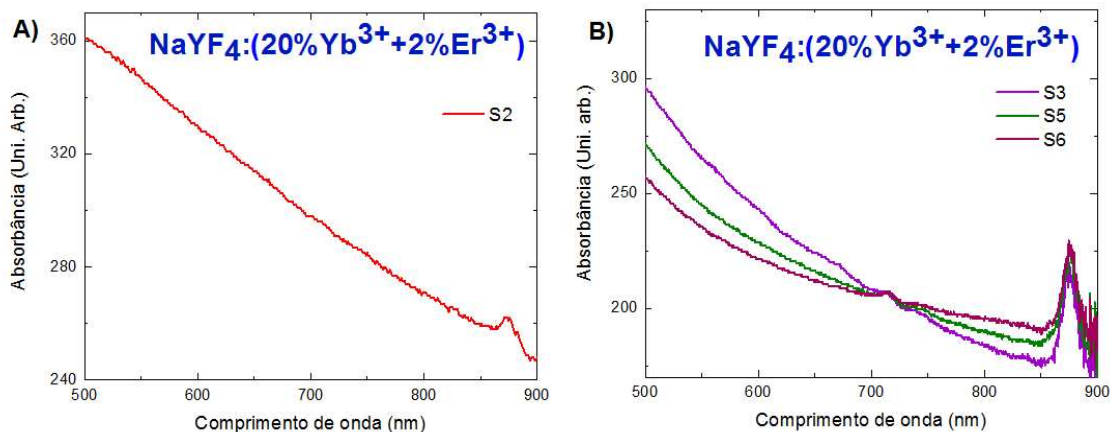 A)
NaYF4:(20%Yb3++2%Er3+)
S2
Absorbância (Uni. Arb.)
360
320
280
240
500 600 700 800 900
Comprimento de onda (nm)
B)
NaYF4:(20%Yb3++2%Er3+)
S3
S5
S6
Absorbância (Uni. Arb.)
300
250
200
500 600 700 800 900
Comprimento de onda (nm)